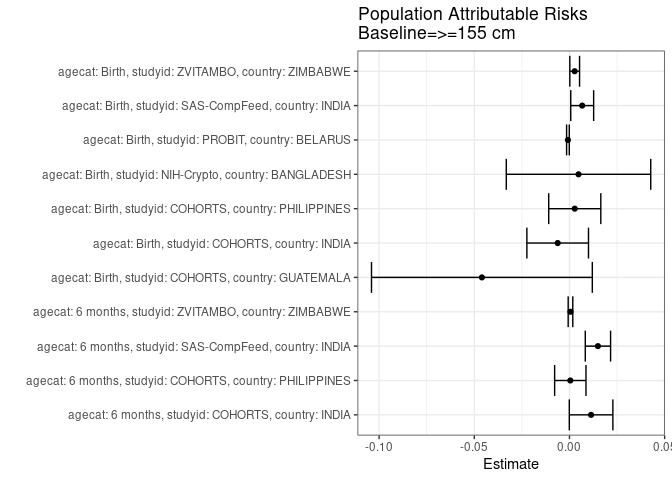 Population Attributable Risks
Baseline=>=155 cm
agecat: Birth, studyid: ZVITAMBO, country: ZIMBABWE
agecat: Birth, studyid: SAS-CompFeed, country: INDIA
agecat: Birth, studyid: PROBIT, country: BELARUS
agecat: Birth, studyid: NIH-Crypto, country: BANGLADESH
agecat: Birth, studyid: COHORTS, country: PHILIPPINES
agecat: Birth, studyid: COHORTS, country: INDIA
agecat: Birth, studyid: COHORTS, country: GUATEMALA
agecat: 6 months, studyid: ZVITAMBO, country: ZIMBABWE
agecat: 6 months, studyid: SAS-CompFeed, country: INDIA
agecat: 6 months, studyid: COHORTS, country: PHILIPPINES
agecat: 6 months, studyid: COHORTS, country: INDIA
-0.10 -0.05 0.00
Estimate